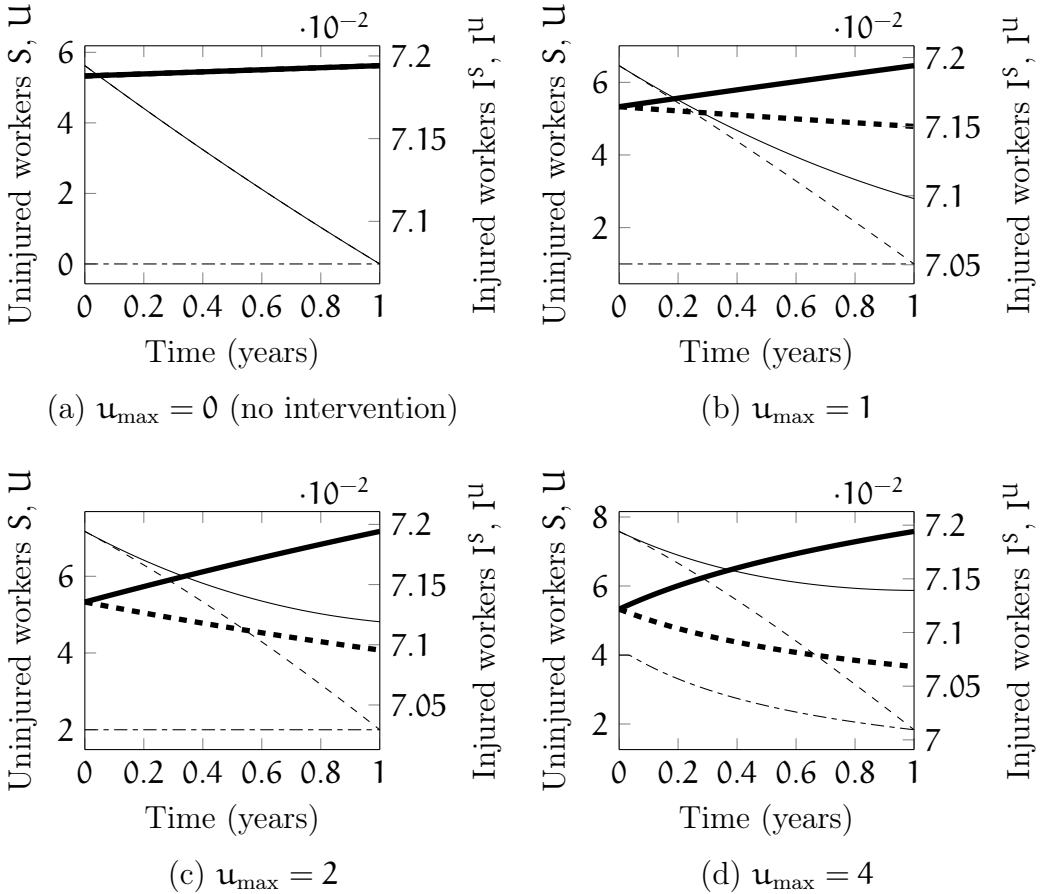 ·10⁻²
Uninjured workers S, U
6
4
2
0
7.2
7.15
7.1
Injured workers Iˢ, Iᵁ
0 0.2 0.4 0.6 0.8 1
Time (years)
(a) uₘₐₓ = 0 (no intervention)
·10⁻²
Uninjured workers S, U
6
4
2
7.2
7.15
7.1
7.05
Injured workers Iˢ, Iᵁ
0 0.2 0.4 0.6 0.8 1
Time (years)
(b) uₘₐₓ = 1
·10⁻²
Uninjured workers S, U
6
4
2
7.2
7.15
7.1
7.05
Injured workers Iˢ, Iᵁ
0 0.2 0.4 0.6 0.8 1
Time (years)
(c) uₘₐₓ = 2
·10⁻²
Uninjured workers S, U
8
6
4
2
7.2
7.15
7.1
7.05
7
Injured workers Iˢ, Iᵁ
0 0.2 0.4 0.6 0.8 1
Time (years)
(d) uₘₐₓ = 4